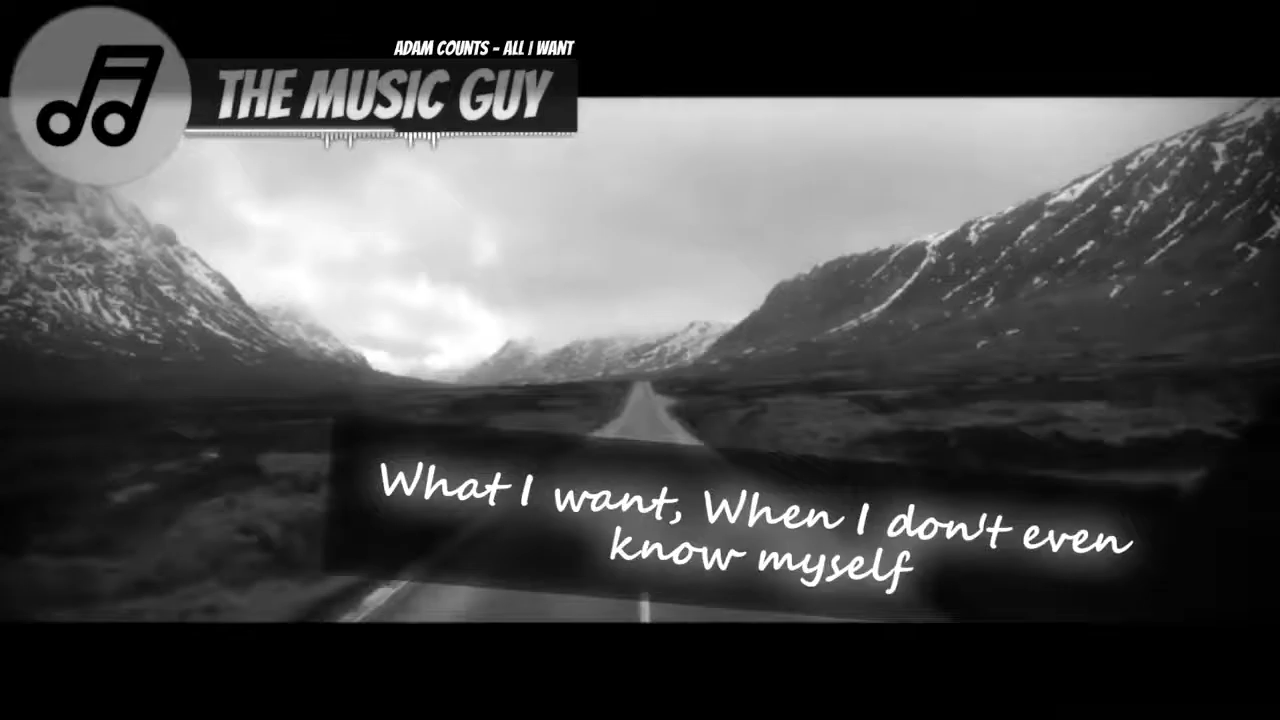 ADAM COUNTS - ALL I WANT
THE MUSIC GUY
What I want, When I don't even
know myself